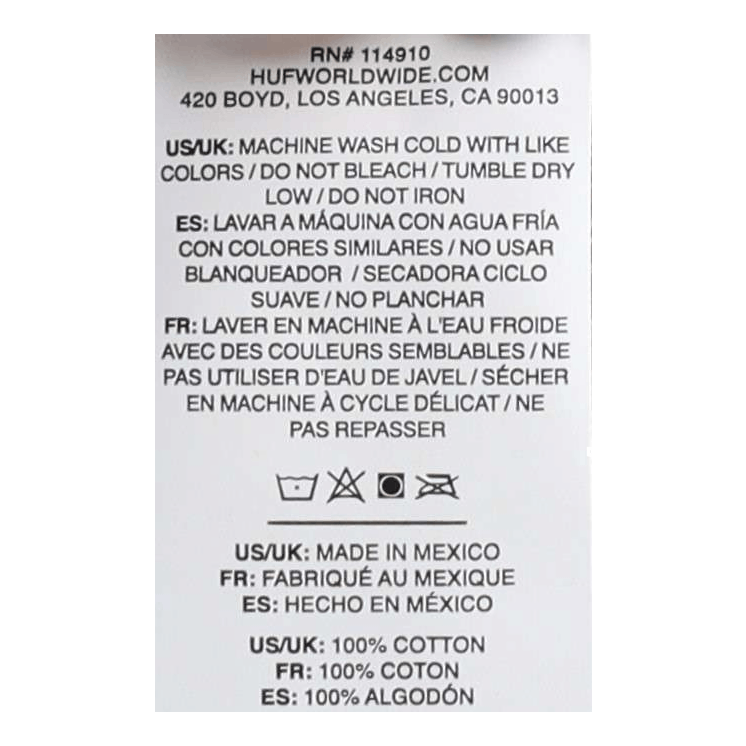 RN# 114910
HUFWORLDWIDE.COM
420 BOYD, LOS ANGELES, CA 90013
US/UK: MACHINE WASH COLD WITH LIKE
COLORS / DO NOT BLEACH / TUMBLE DRY
LOW / DO NOT IRON
ES: LAVAR A MÁQUINA CON AGUA FRÍA
CON COLORES SIMILARES / NO USAR
BLANQUEADOR / SECADORA CICLO
SUAVE / NO PLANCHAR
FR: LAVER EN MACHINE À L'EAU FROIDE
AVEC DES COULEURS SEMBLABLES / NE
PAS UTILISER D'EAU DE JAVEL / SÉCHER
EN MACHINE À CYCLE DÉLICAT / NE
PAS REPASSER
US/UK: MADE IN MEXICO
FR: FABRIQUÉ AU MEXIQUE
ES: HECHO EN MÉXICO
US/UK: 100% COTTON
FR: 100% COTON
ES: 100% ALGODÓN